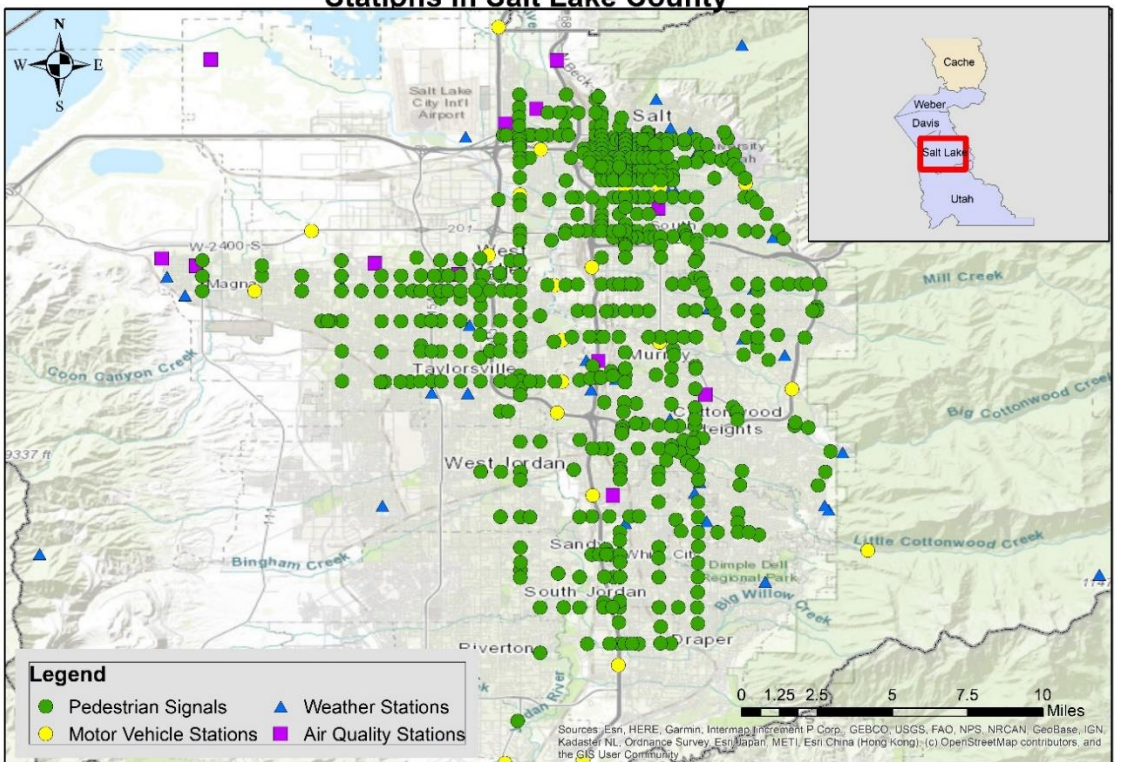 Stations in Salt Lake County
N
W
E
S
Salt Lake
City Int'l
Airport
Beck
Salt
Cache
Weber
Davis
Salt Lake
Utah
201
W-2400-S
West
South
Magna
Mill Creek
Coon Canyon Creek
Taylorsville
Murray
Cottonwood
Heights
Big Cottonwood Creek
9337 ft
West Jordan
111
Bingham Creek
Sandy
White City
Little Cottonwood Creek
Dimple Dell
Regional Park
South Jordan
Big Willow
Creek
Draper
Riverton
dan River
Legend
Pedestrian Signals
Weather Stations
Motor Vehicle Stations
Air Quality Stations
0 1.25 2.5 5 7.5 10
Miles
Sources: Esri, HERE, Garmin, Intermap, increment P Corp., GEBCO, USGS, FAO, NPS, NRCAN, GeoBase, IGN,
Kadaster NL, Ordnance Survey, Esri Japan, METI, Esri China (Hong Kong), (c) OpenStreetMap contributors, and
the GIS User Community